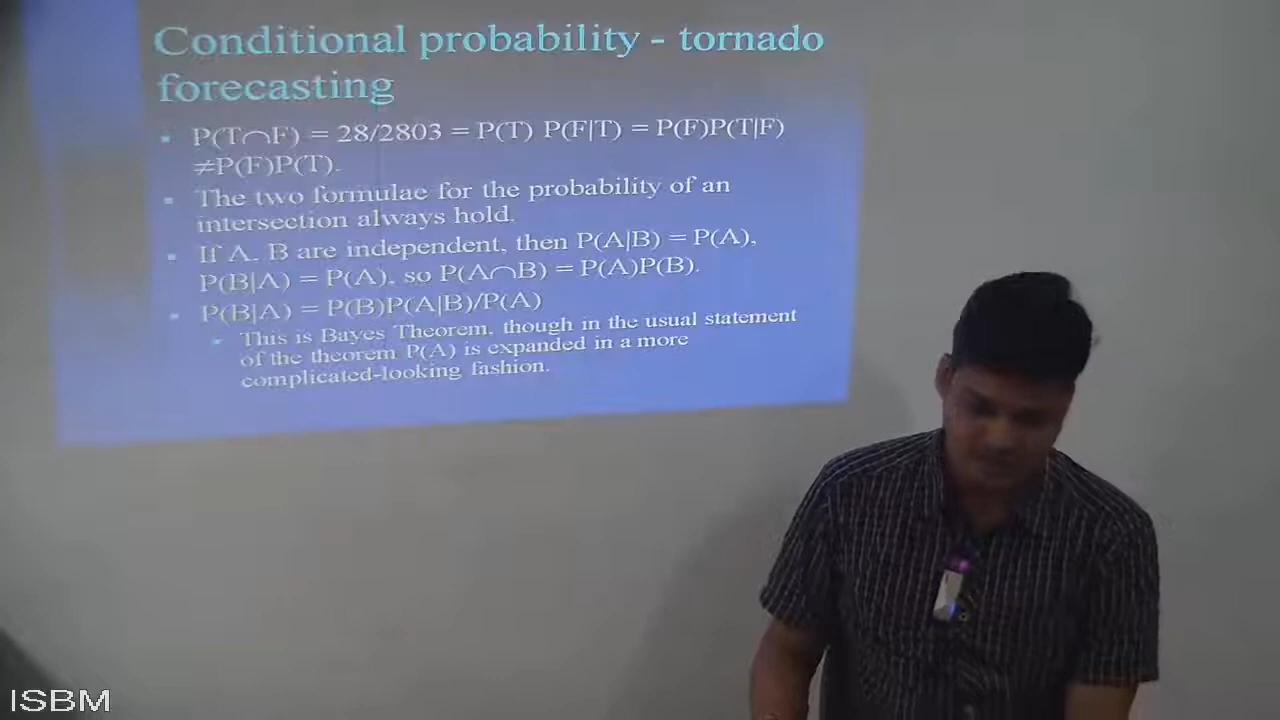 Conditional probability - tornado
forecasting
P(T∩F) = 28/2803 = P(T) P(F|T) = P(F)P(T|F)
≠P(F)P(T).
The two formulae for the probability of an
intersection always hold.
If A, B are independent, then P(A|B) = P(A),
P(B|A) = P(A), so P(A∩B) = P(A)P(B).
P(B|A) = P(B)P(A|B)/P(A)
This is Bayes Theorem, though in the usual statement
of the theorem P(A) is expanded in a more
complicated-looking fashion.
ISBM